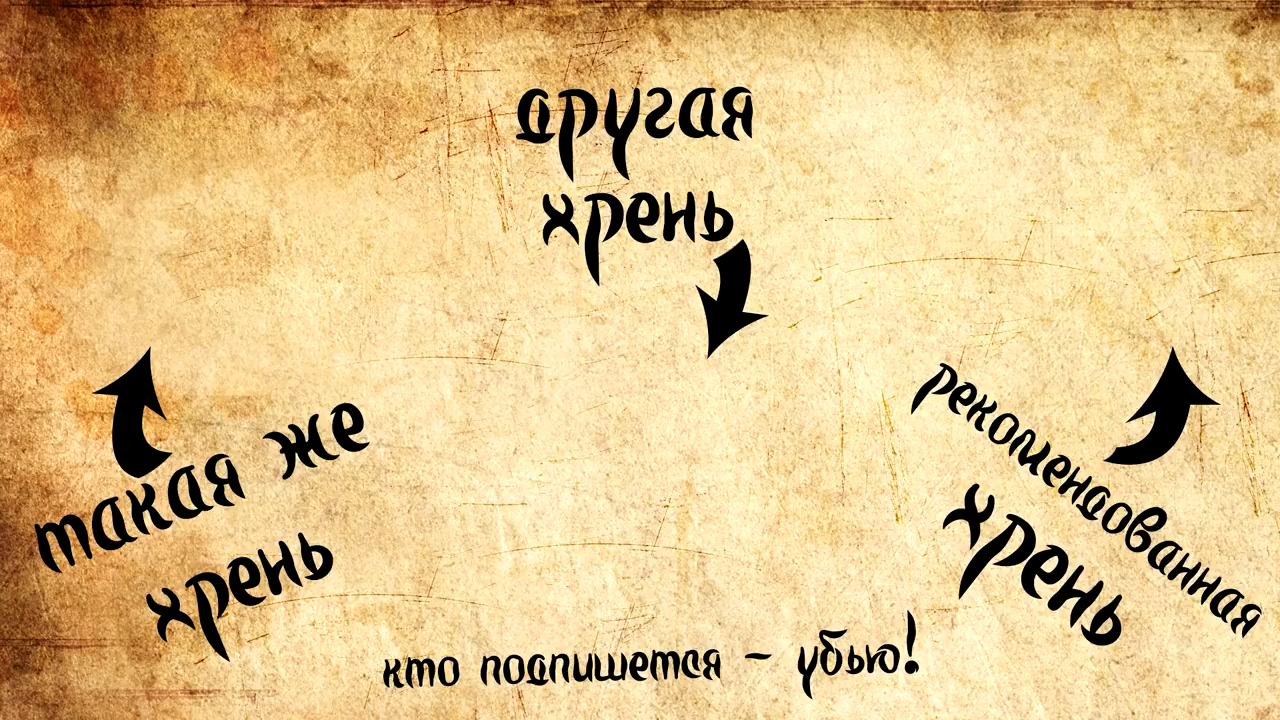 другая
хрень
такая же
хрень
рекомендованная
хрень
кто подпишется - убью!